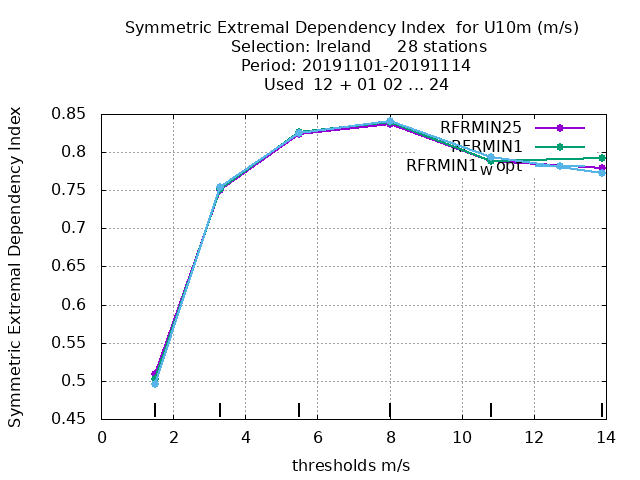 Symmetric Extremal Dependency Index  for U10m (m/s)
Selection: Ireland     28 stations
Period: 20191101-20191114
Used  12 + 01 02 ... 24
Symmetric Extremal Dependency Index
0.85
0.8
0.75
0.7
0.65
0.6
0.55
0.5
0.45
RFRMIN25
RFRMIN1
RFRMIN1Wopt
0 2 4 6 8 10 12 14
thresholds m/s